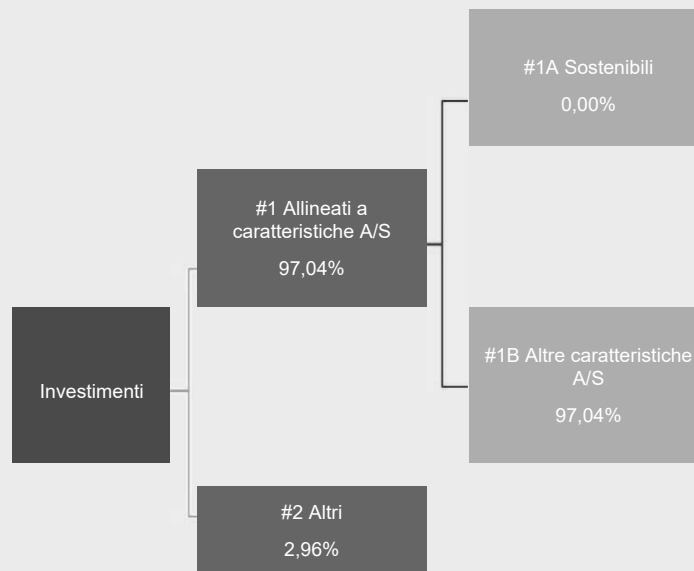 #1A Sostenibili
0,00%
#1 Allineati a
caratteristiche A/S
97,04%
Investimenti
#1B Altre caratteristiche
A/S
97,04%
#2 Altri
2,96%